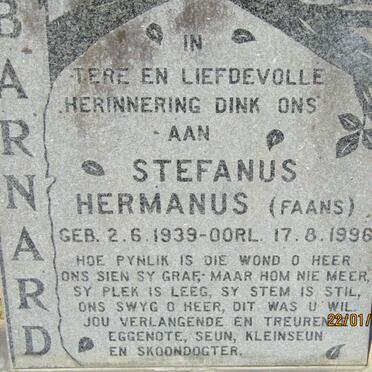 BARNARD
IN
TERE EN LIEFDEVOLLE
HERINNERING DINK ONS
AAN
STEFANUS
HERMANUS (FAANS)
GEB. 2.6.1939-OORL. 17.8.1996
HOE PYNLIK IS DIE WOND O HEER
ONS SIEN SY GRAF, MAAR HOM NIE MEER,
SY PLEK IS LEEG, SY STEM IS STIL,
ONS SWYG O HEER, DIT WAS U WIL.
JOU VERLANGENDE EN TREUREN
EGGENOTE, SEUN, KLEINSEUN
EN SKOONDOGTER.
22/01/